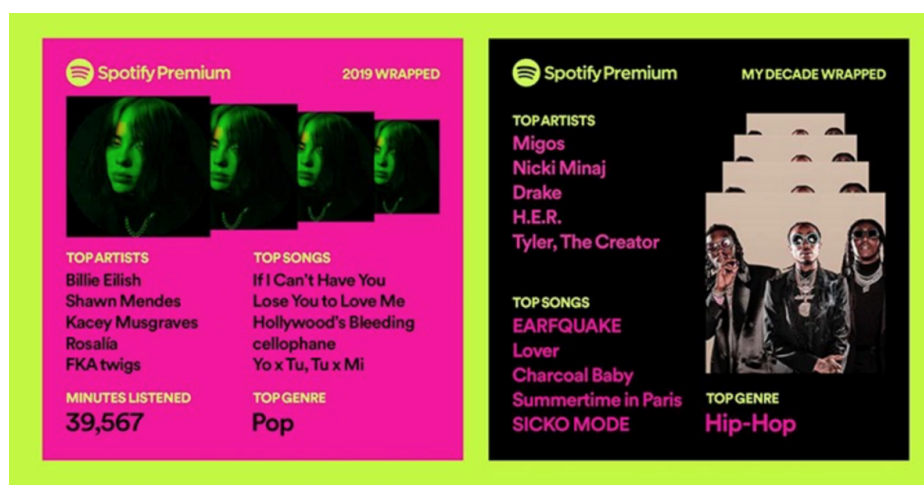 Spotify Premium
2019 WRAPPED
TOP ARTISTS
Billie Eilish
Shawn Mendes
Kacey Musgraves
Rosalía
FKA twigs
TOP SONGS
If I Can't Have You
Lose You to Love Me
Hollywood's Bleeding
cellophane
Yo x Tu, Tu x Mi
MINUTES LISTENED
39,567
TOP GENRE
Pop
Spotify Premium
MY DECADE WRAPPED
TOP ARTISTS
Migos
Nicki Minaj
Drake
H.E.R.
Tyler, The Creator
TOP SONGS
EARFQUAKE
Lover
Charcoal Baby
Summertime in Paris
SICKO MODE
TOP GENRE
Hip-Hop